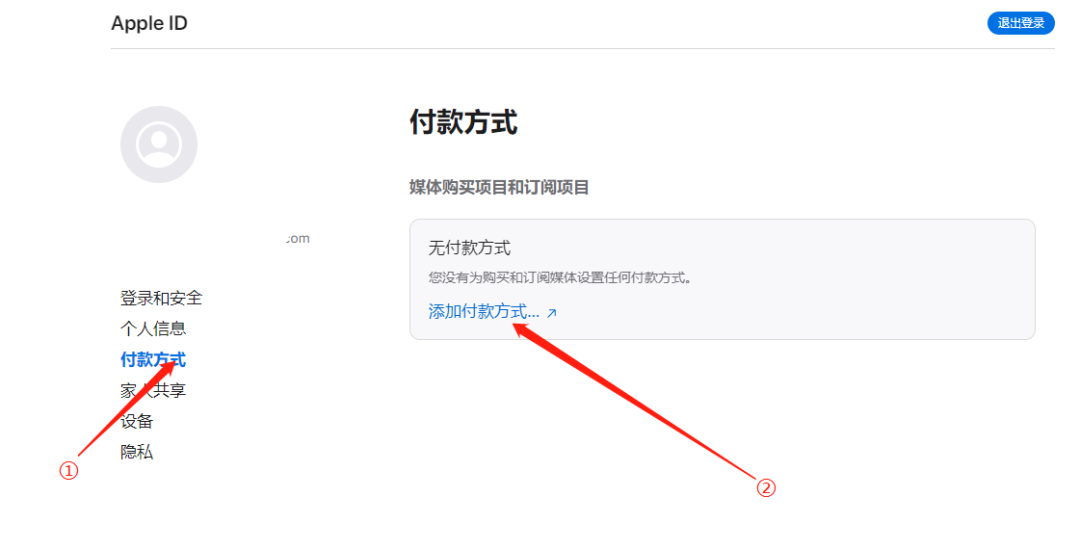 Apple ID
退出登录
付款方式
媒体购买项目和订阅项目
.com
无付款方式
您没有为购买和订阅媒体设置任何付款方式。
添加付款方式... ↗
登录和安全
个人信息
付款方式
家人共享
设备
隐私
①
②